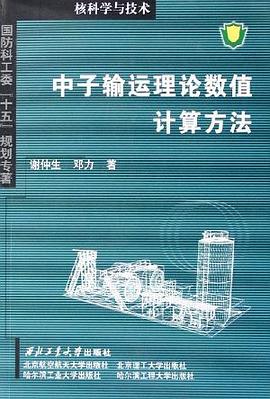 核科学与技术
国防科工委「十五」规划专著
中子输运理论数值
计算方法
谢仲生 邓力 著
西北工业大学出版社
北京航空航天大学出版社 北京理工大学出版社
哈尔滨工业大学出版社 哈尔滨工程大学出版社